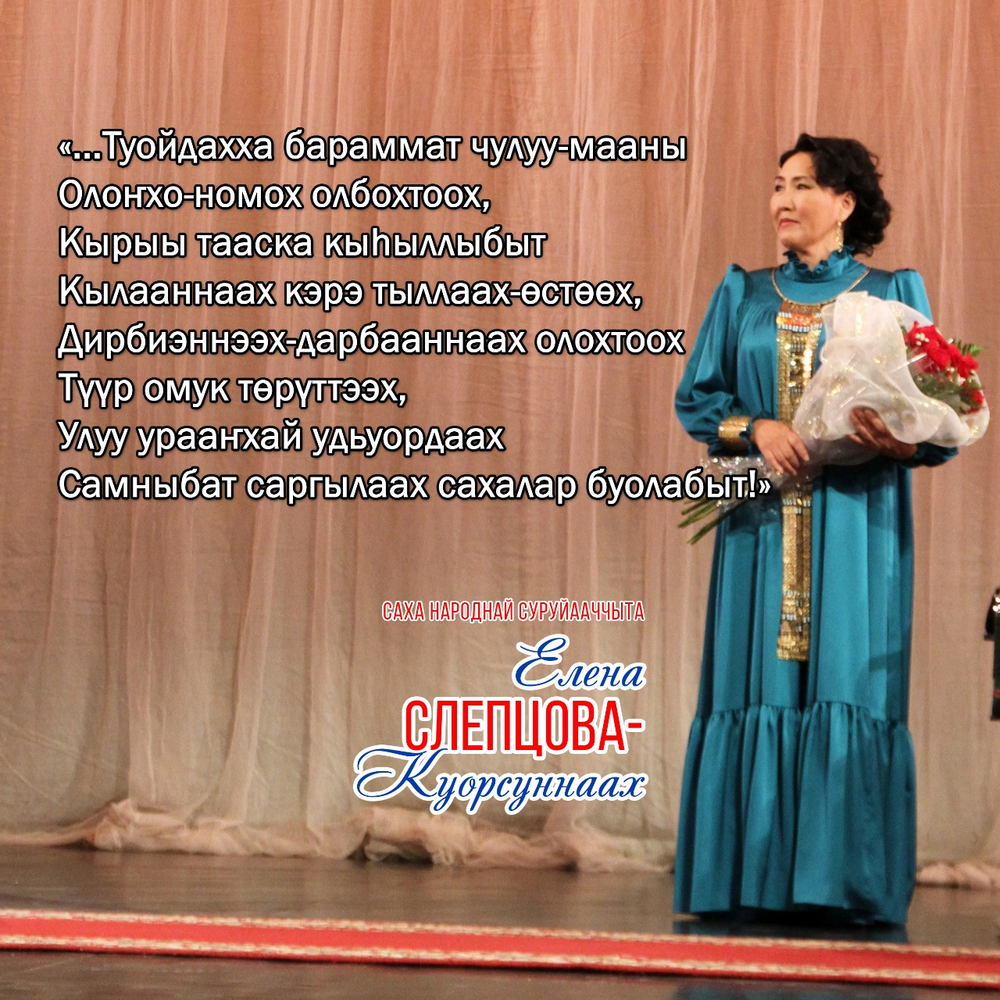 «...Туойдахха бараммат чулуу-мааны
Олоҥхо-номох олбохтоох,
Кырыы тааска кыһыллыбыт
Кылааннаах кэрэ тыллаах-өстөөх,
Дирбиэннээх-дарбааннаах олохтоох
Түүр омук төрүттээх,
Улуу урааҥхай удьуордаах
Самныбат саргылаах сахалар буолабыт!»
САХА НАРОДНАЙ СУРУЙААЧЧЫТА
Елена
СЛЕПЦОВА-
Куорсуннаах